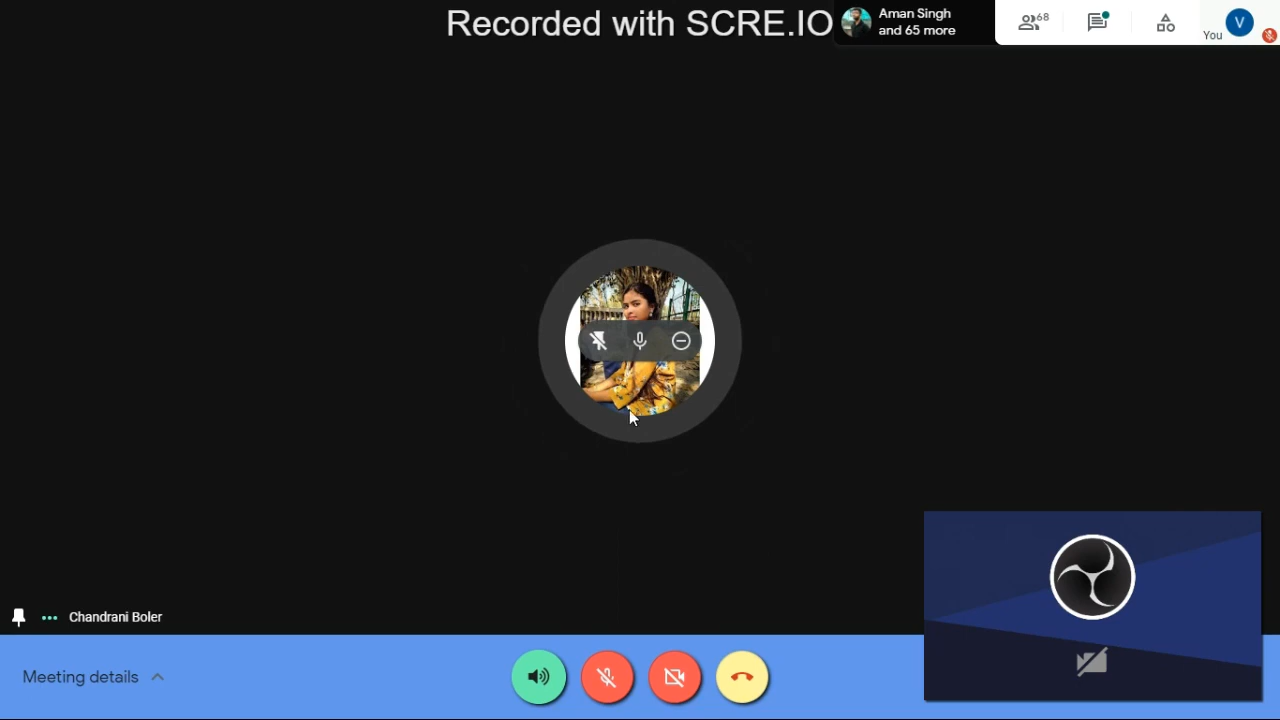 Recorded with SCRE.IO
Aman Singh
and 65 more
68
You
V
Chandrani Boler
Meeting details